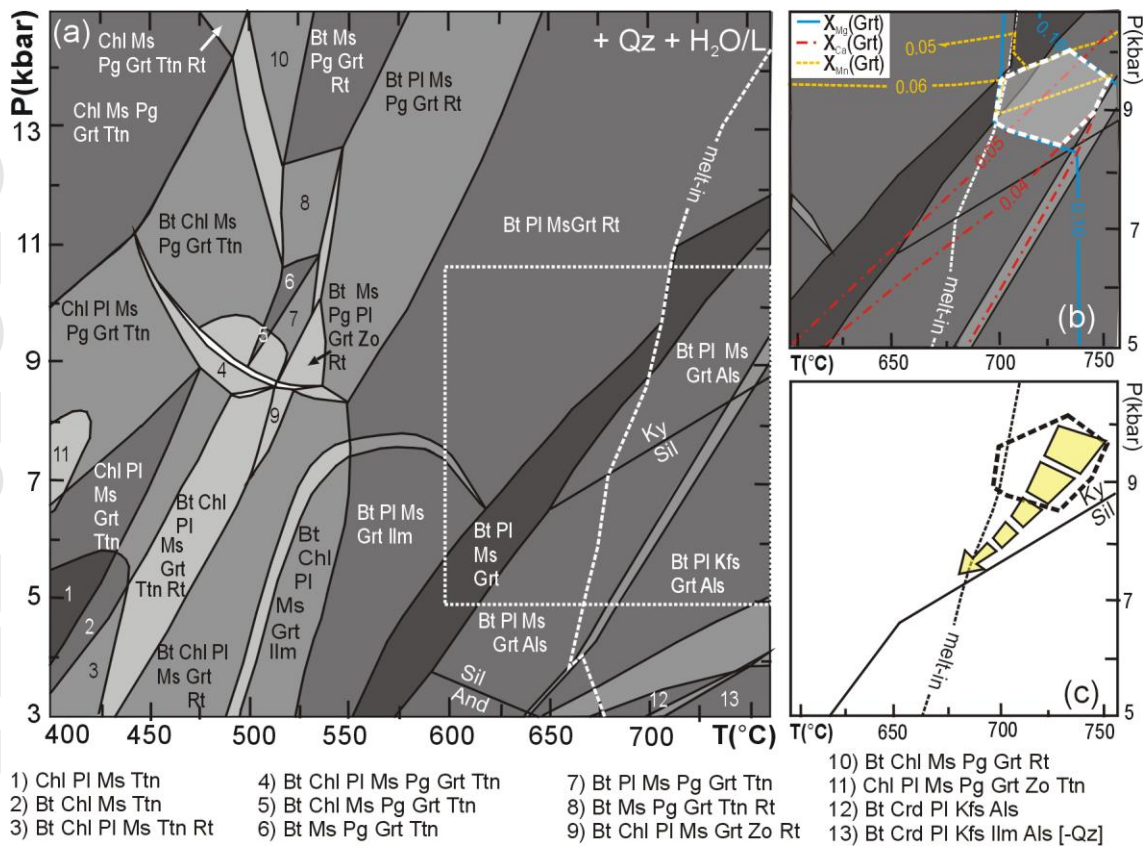 (a)
+ Qz + H₂O/L
P(kbar)
13
11
9
7
5
3
400
450
500
550
600
650
700
T(°C)
Chl Ms
Pg Grt Ttn Rt
Chl Ms Pg
Grt Ttn
10
Bt Ms
Pg Grt
Rt
Bt Pl Ms
Pg Grt Rt
8
Bt Chl Ms
Pg Grt Ttn
6
Chl Pl Ms
Pg Grt Ttn
5
7
4
Bt Ms
Pg Pl
Grt Zo
Rt
9
11
Chl Pl
Ms
Grt
Ttn
1
2
3
Bt Chl
Pl
Ms
Grt
Ttn Rt
Bt Chl Pl
Ms Grt
Rt
Bt
Chl
Pl
Ms
Grt
Ilm
Bt Pl Ms
Grt Ilm
Bt Pl MsGrt Rt
melt-in
Bt Pl Ms
Grt Als
Ky
Sil
Bt Pl
Ms
Grt
Bt Pl Kfs
Grt Als
Bt Pl Ms
Grt Als
Sil
And
12
13
X Mg (Grt)
X Ca (Grt)
X Mn (Grt)
0.05
0.06
0.05
0.04
0.16
melt-in
(b)
P(kbar)
9
7
5
T(°C)
650
700
750
Ky
Sil
melt-in
(c)
P(kbar)
9
7
5
T(°C)
650
700
750
1) Chl Pl Ms Ttn
2) Bt Chl Ms Ttn
3) Bt Chl Pl Ms Ttn Rt
4) Bt Chl Pl Ms Pg Grt Ttn
5) Bt Chl Ms Pg Grt Ttn
6) Bt Ms Pg Grt Ttn
7) Bt Pl Ms Pg Grt Ttn
8) Bt Ms Pg Grt Ttn Rt
9) Bt Chl Pl Ms Grt Zo Rt
10) Bt Chl Ms Pg Grt Rt
11) Chl Pl Ms Pg Grt Zo Ttn
12) Bt Crd Pl Kfs Als
13) Bt Crd Pl Kfs Ilm Als [-Qz]